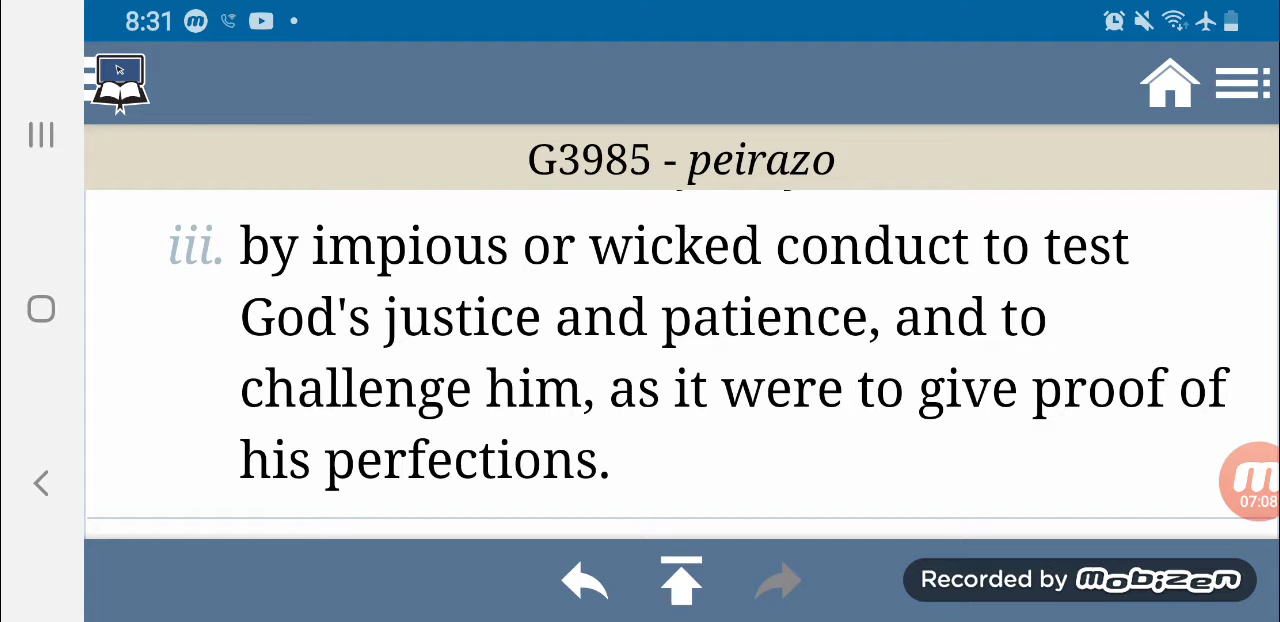 8:31
G3985 - peirazo
iii. by impious or wicked conduct to test
God's justice and patience, and to
challenge him, as it were to give proof of
his perfections.
07:08
Recorded by mobizen